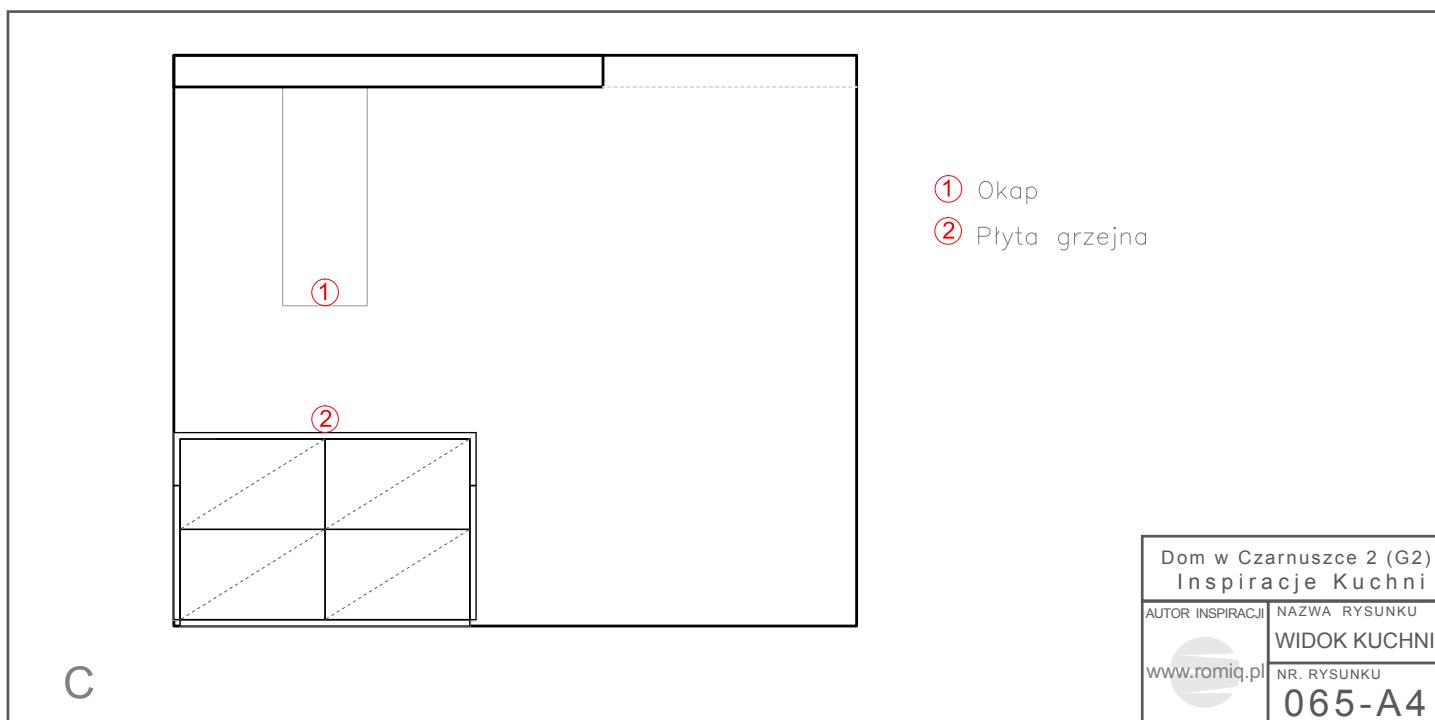 1
2
1 Okap
2 Płyta grzejna
C
Dom w Czarnuszce 2 (G2)
Inspiracje Kuchni
AUTOR INSPIRACJI
www.romiq.pl
NAZWA RYSUNKU
WIDOK KUCHNI
NR. RYSUNKU
065-A4